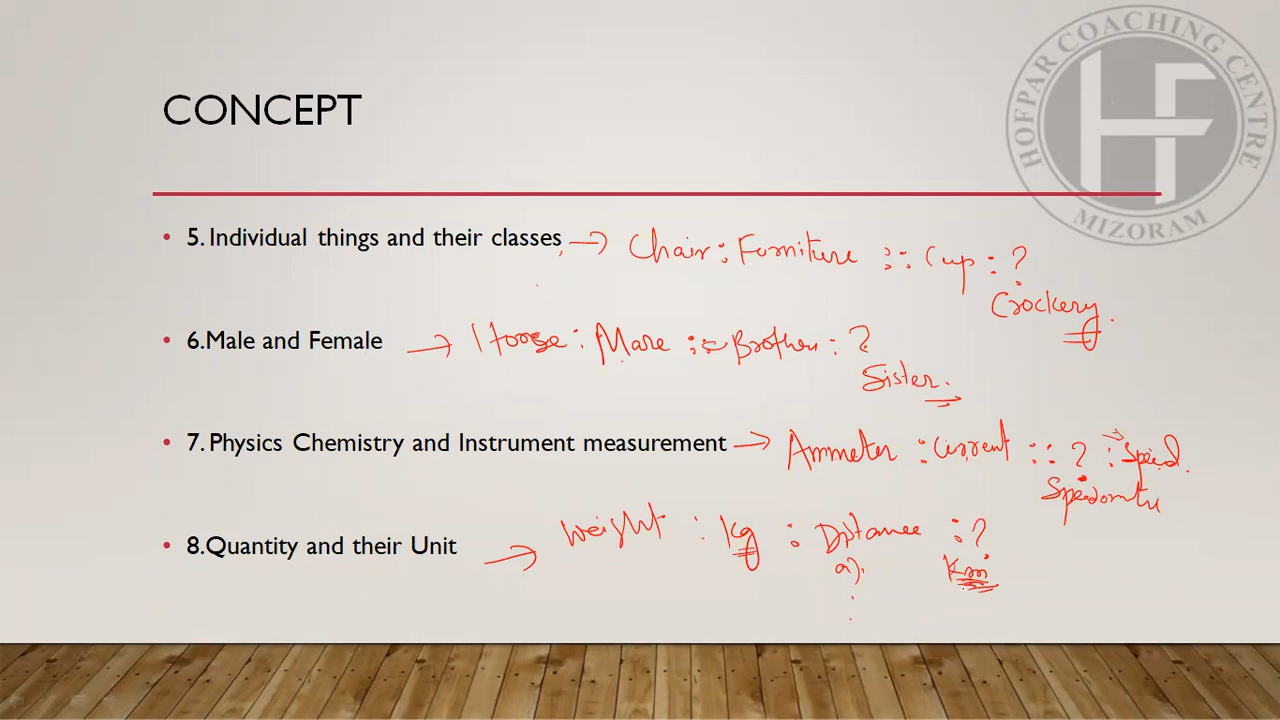 HOFPAR COACHING CENTRE
MIZORAM
HF
CONCEPT
• 5. Individual things and their classes, → Chair : Furniture :: Cup : ?
Crockery.
• 6.Male and Female → Horse : Mare :: Brother : ?
Sister.
• 7. Physics Chemistry and Instrument measurement → Ammeter : Current :: ? : Speed.
• 8.Quantity and their Unit → Weight : Kg : Distance : ?
a).
Km